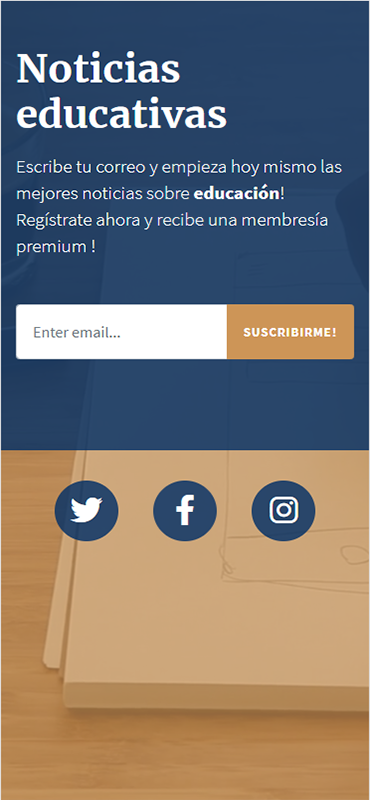 Noticias
educativas
Escribe tu correo y empieza hoy mismo las
mejores noticias sobre educación!
Regístrate ahora y recibe una membresía
premium !
Enter email...
SUSCRIBIRME!